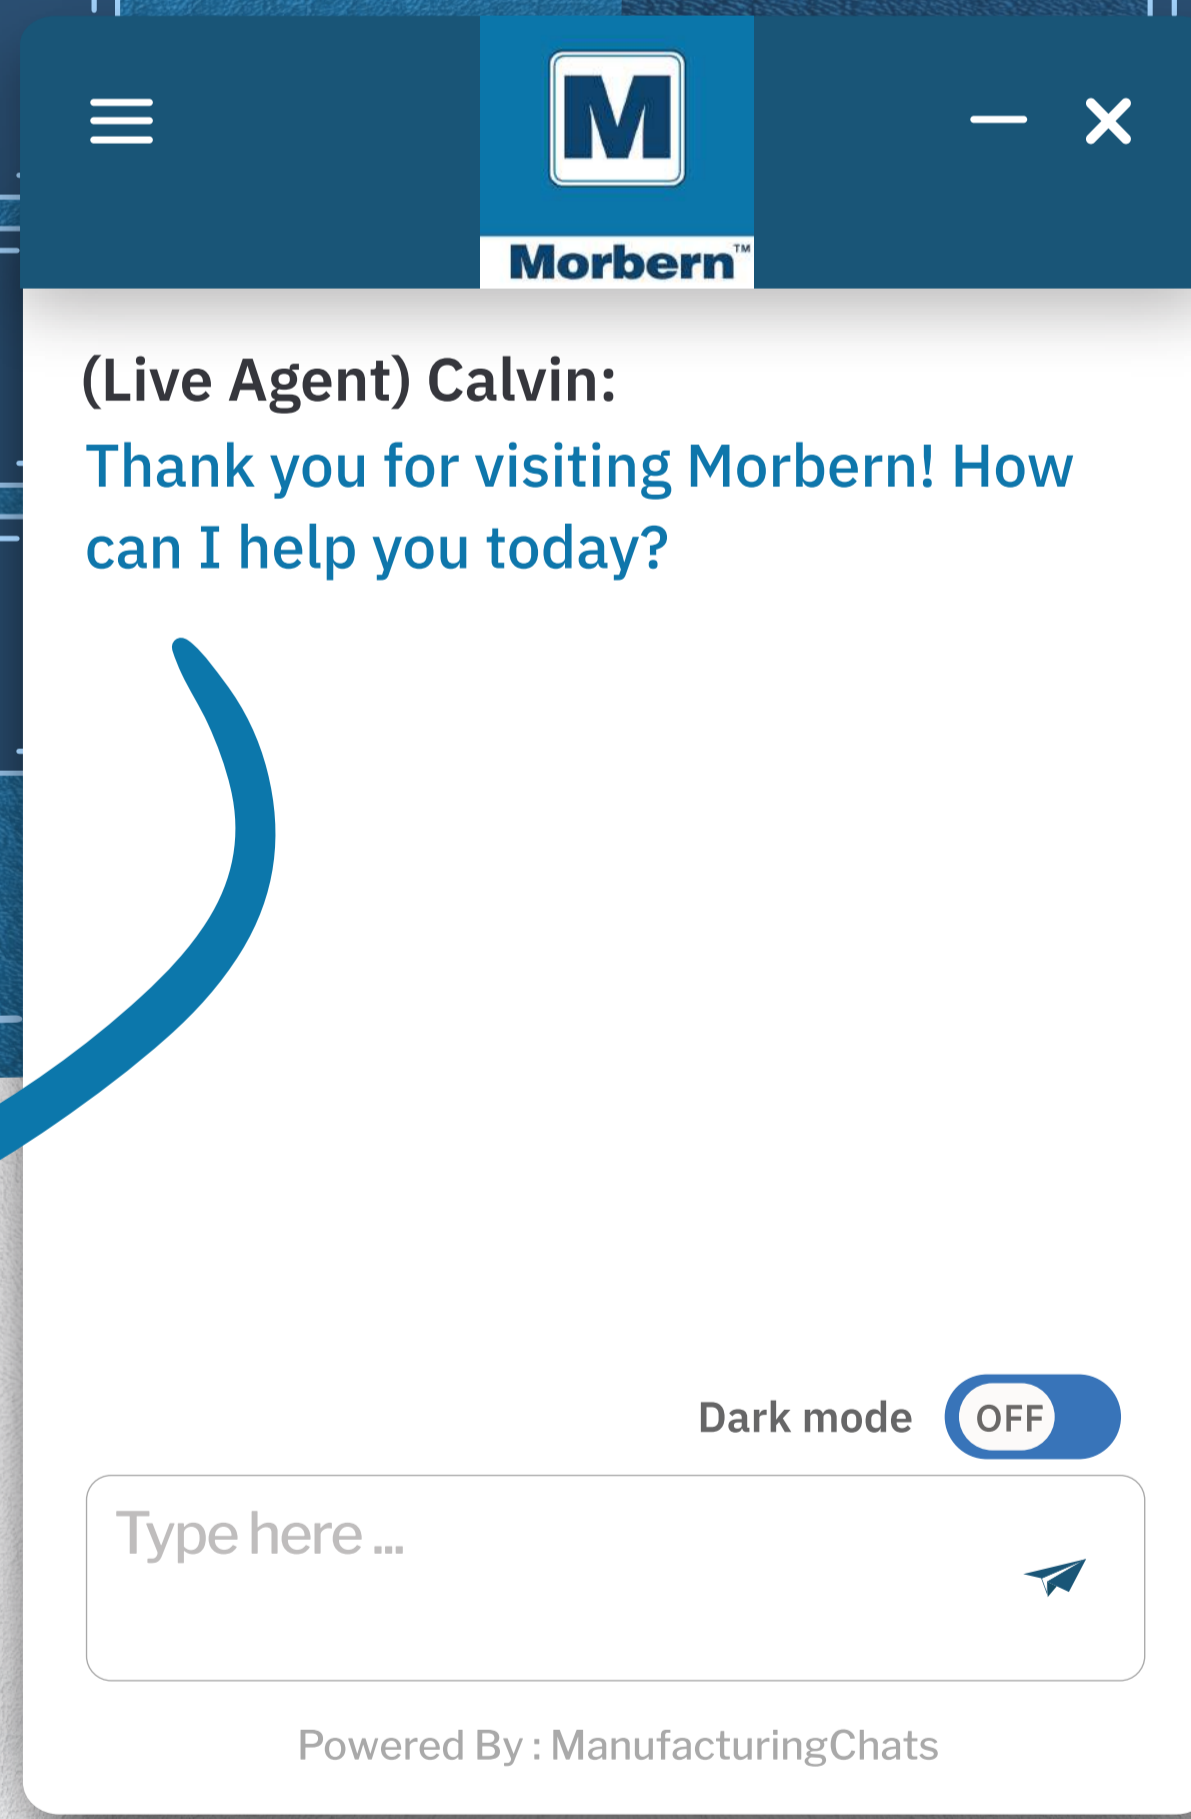 M
Morbern™
(Live Agent) Calvin:
Thank you for visiting Morbern! How
can I help you today?
Dark mode OFF
Type here ...
Powered By : ManufacturingChats